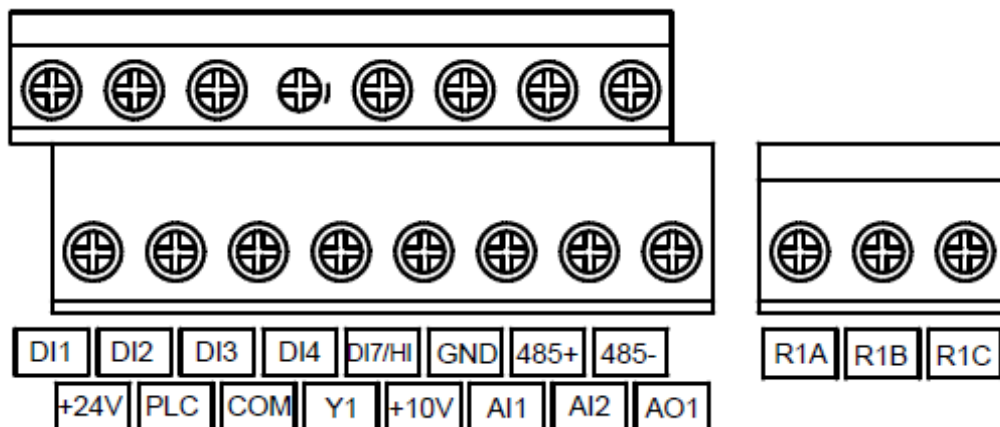 DI1 DI2 DI3 DI4 DI7/HI GND 485+ 485- R1A R1B R1C
+24V PLC COM Y1 +10V AI1 AI2 AO1